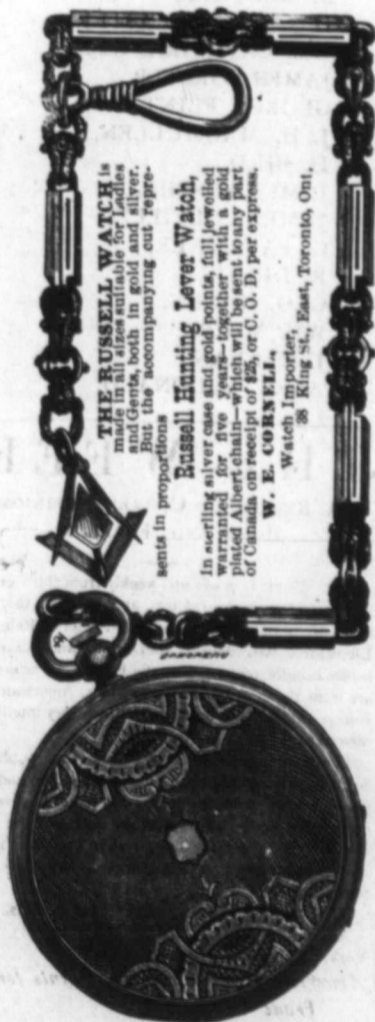 THE RUSSELL WATCH is
made in all sizes suitable for Ladies
and Gents, both in gold and silver.
But the accompanying cut repre-
sents in proportions
Russell Hunting Lever Watch,
In sterling silver case and gold points, full jewelled
warranted for five years—together with a gold
plated Albert chain—which will be sent to any part
of Canada on receipt of $25, or C. O. D. per express.
W. E. CORNELL,
Watch Importer,
38 King St., East, Toronto, Ont.